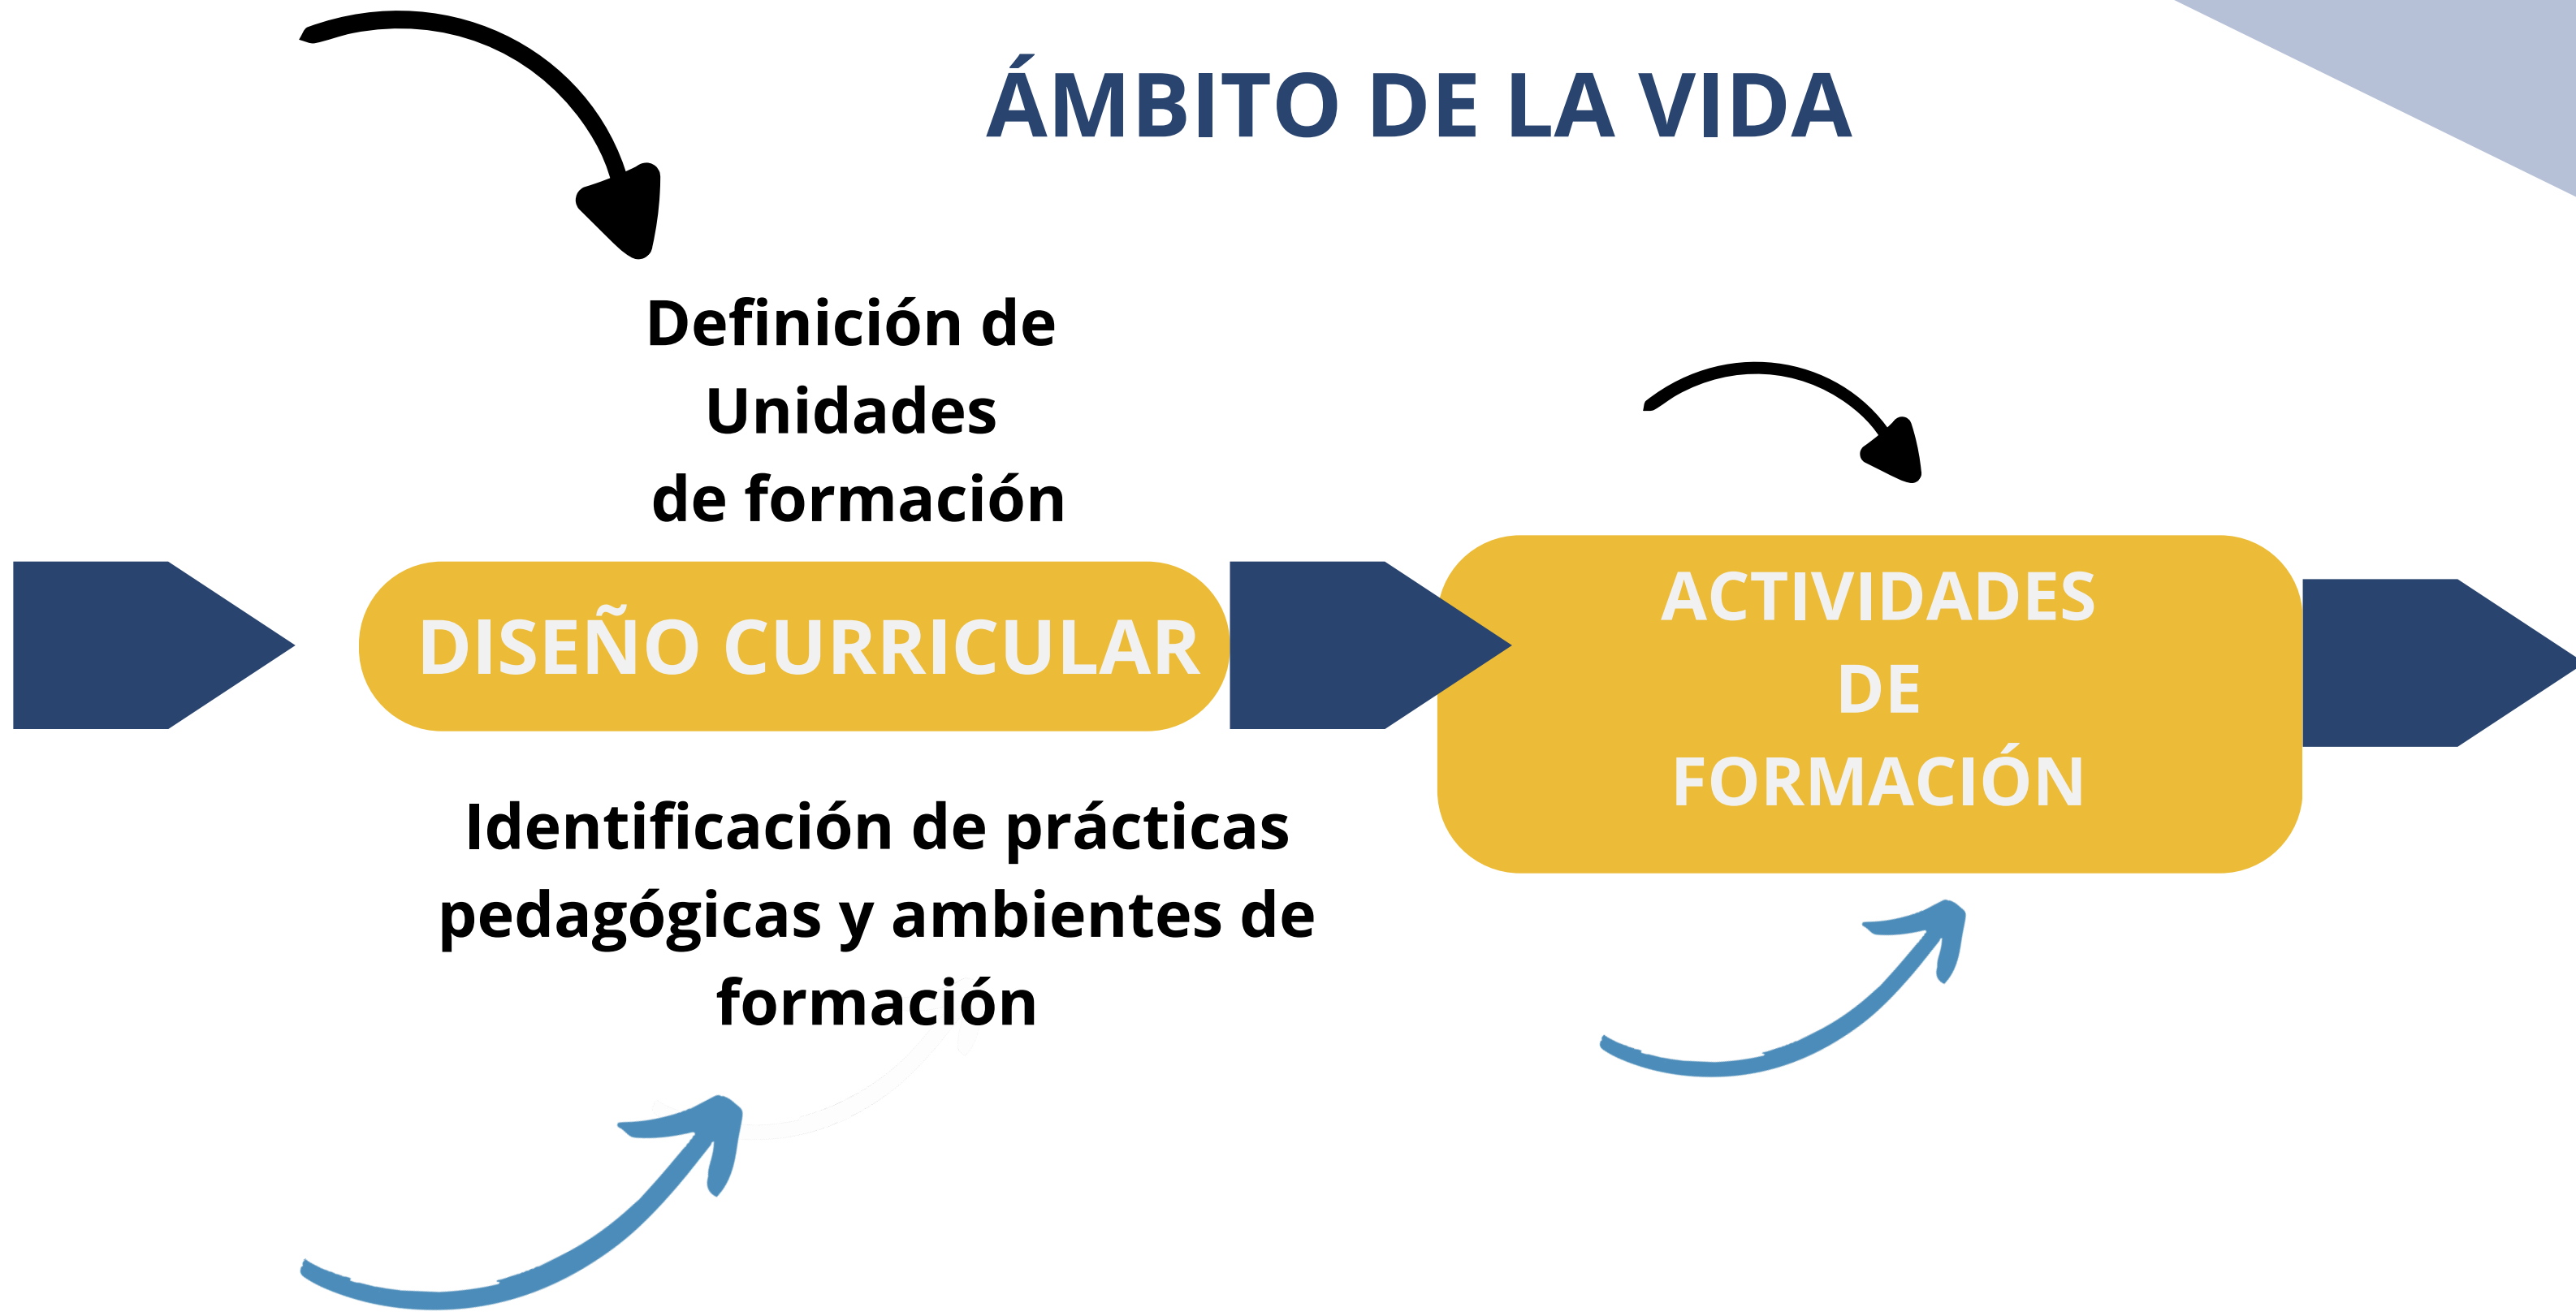 ÁMBITO DE LA VIDA
Definición de
Unidades
de formación
DISEÑO CURRICULAR
Identificación de prácticas
pedagógicas y ambientes de
formación
ACTIVIDADES
DE
FORMACIÓN